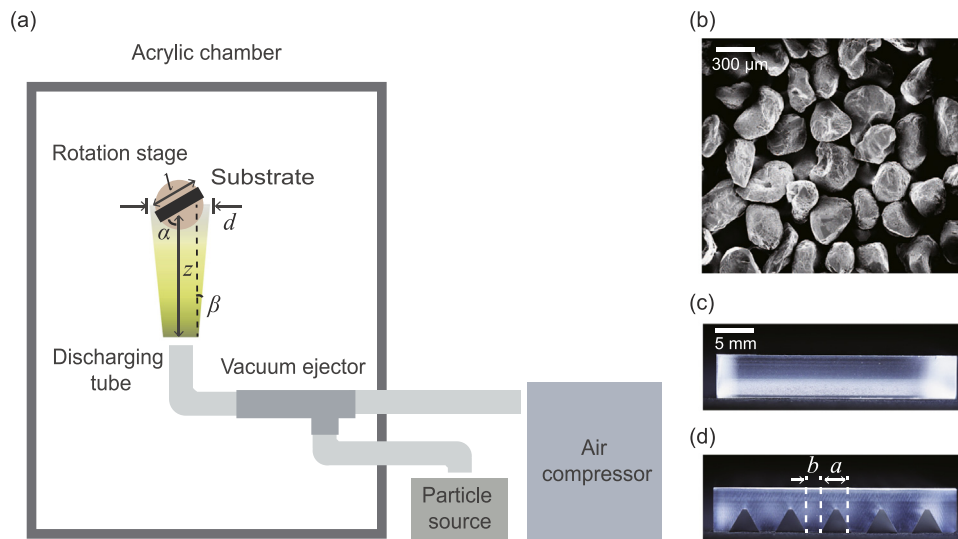 (a)
Acrylic chamber
Rotation stage
Substrate
d
α
z
β
Discharging
tube
Vacuum ejector
Air
compressor
Particle
source
(b)
300 μm
(c)
5 mm
(d)
b
a